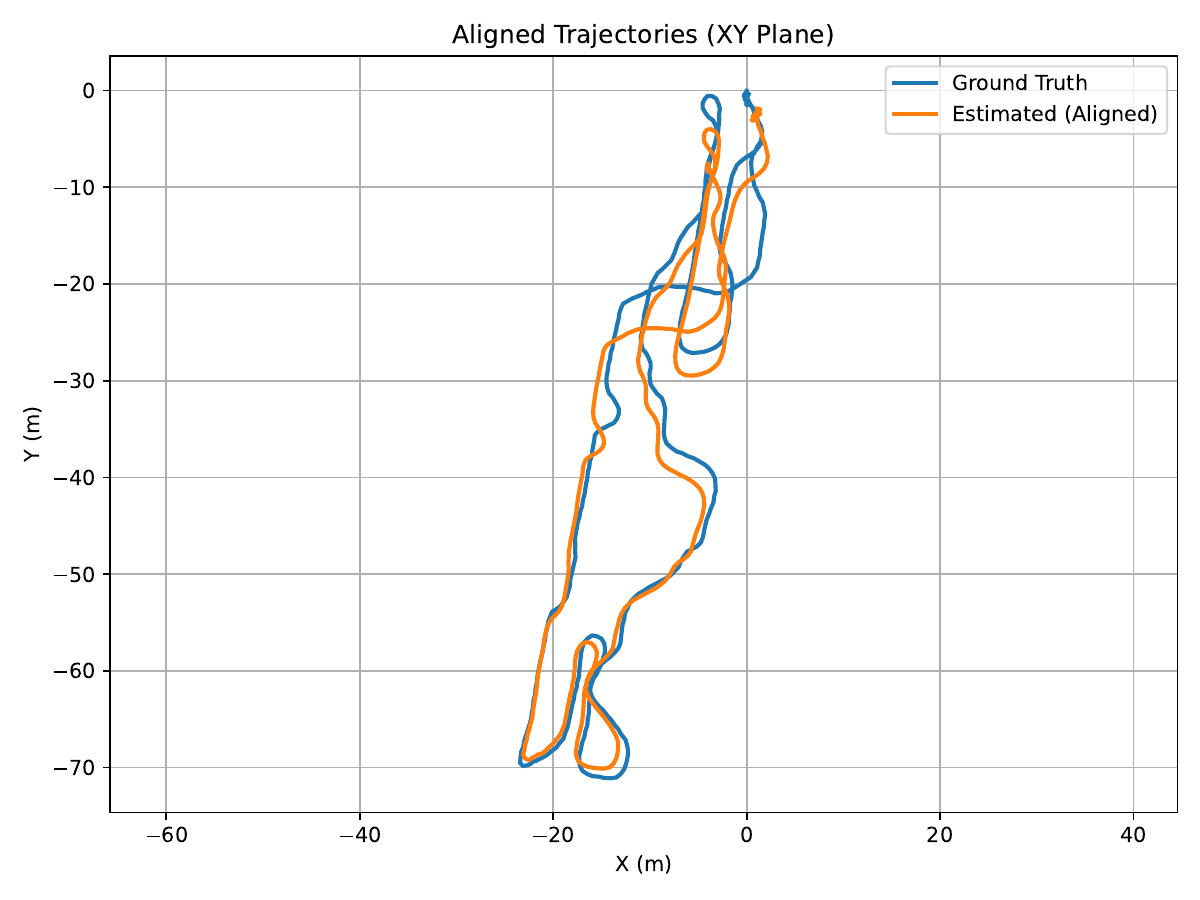 Aligned Trajectories (XY Plane)
Ground Truth
Estimated (Aligned)
0
−10
−20
−30
−40
−50
−60
−70
Y (m)
−60
−40
−20
0
20
40
X (m)